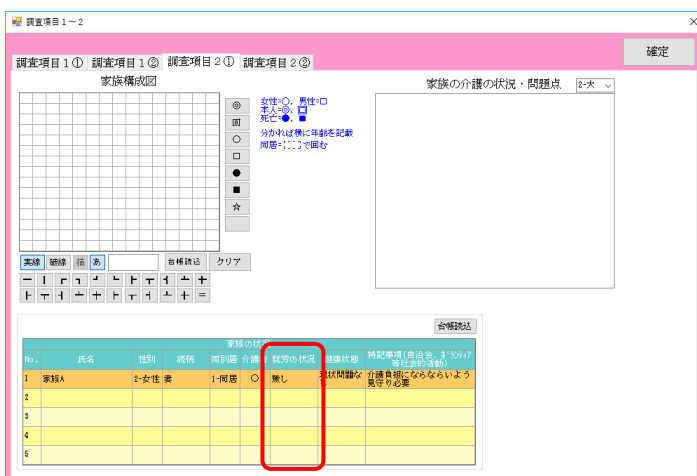 調査項目1~2
確定
調査項目1① 調査項目1② 調査項目2① 調査項目2②
家族構成図
家族の介護の状況・問題点 2-大
女性=○, 男性=□
本人=◎, 回
死亡=●, ■
分かれば横に年齢を記載
同居=[:::]で囲む
実線 破線 描 あ 台帳読込 クリア
台帳読込
家族の状況
No. 氏名 性別 続柄 同別居 介護者 就労の状況 健康状態 特記事項(自治会、ボランティア
等社会的活動)
1 家族A 2-女性 妻 1-同居 ○ 無し 現状問題な 介護負担にならならいよう
し 見守り必要
2
3
4
5